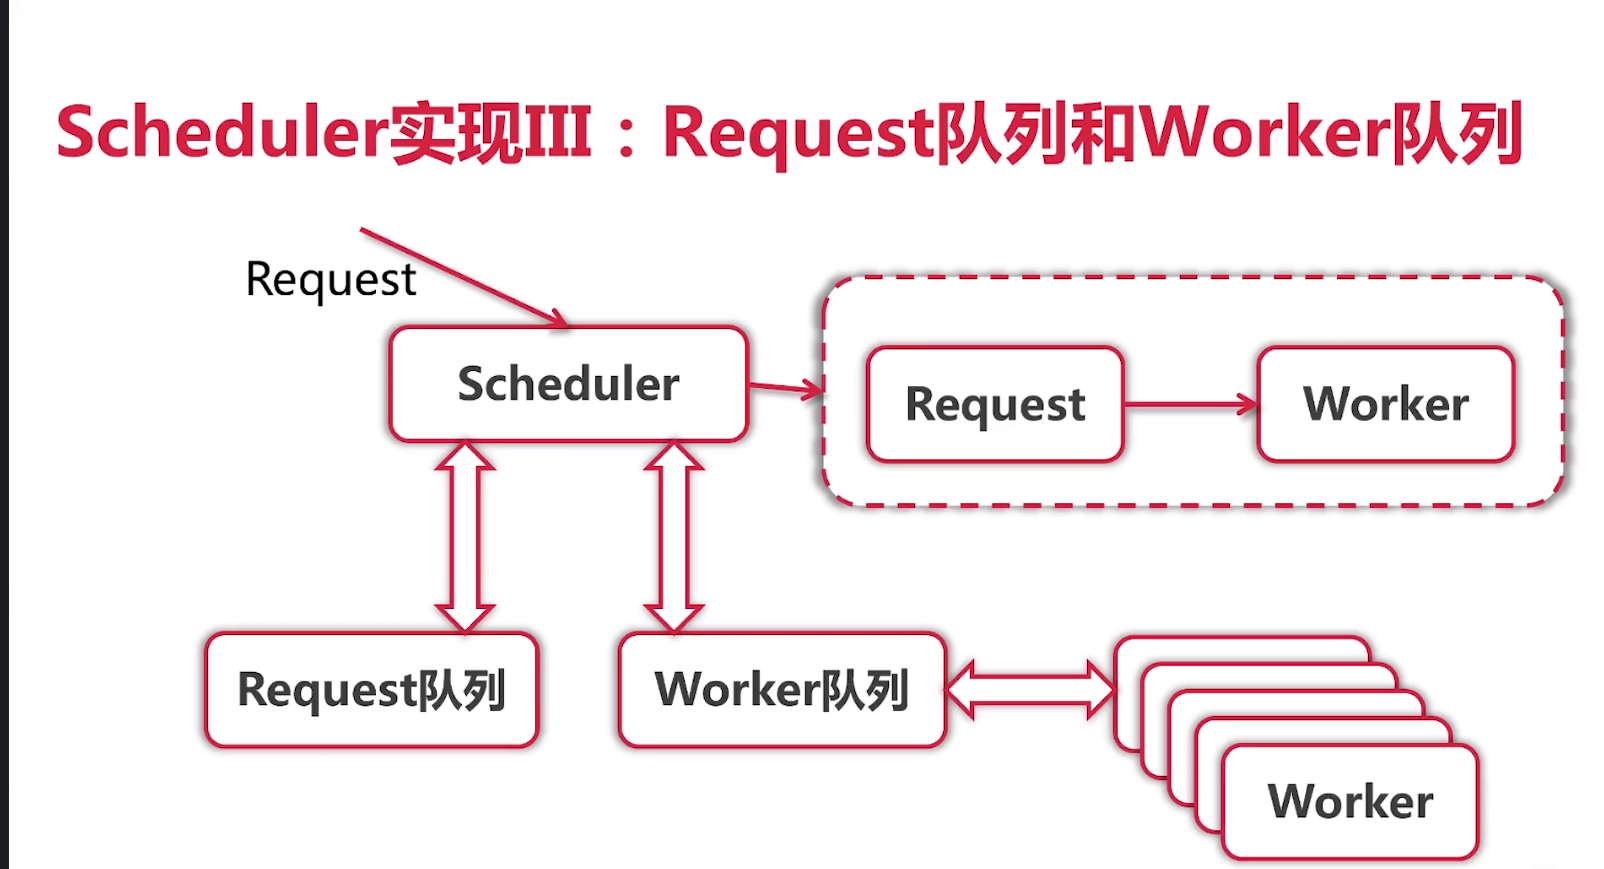 Scheduler实现III：Request队列和Worker队列
Request
Scheduler
Request
Worker
Request队列
Worker队列
Worker